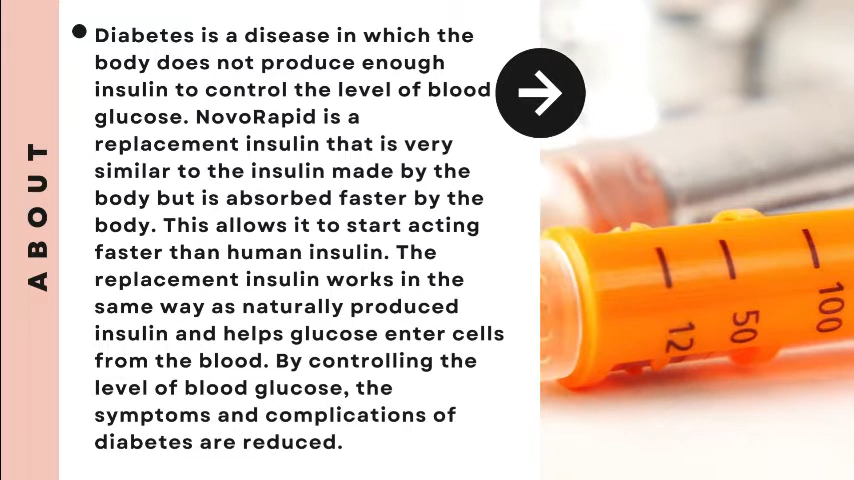 ABOUT
Diabetes is a disease in which the
body does not produce enough
insulin to control the level of blood
glucose. NovoRapid is a
replacement insulin that is very
similar to the insulin made by the
body but is absorbed faster by the
body. This allows it to start acting
faster than human insulin. The
replacement insulin works in the
same way as naturally produced
insulin and helps glucose enter cells
from the blood. By controlling the
level of blood glucose, the
symptoms and complications of
diabetes are reduced.
50
100